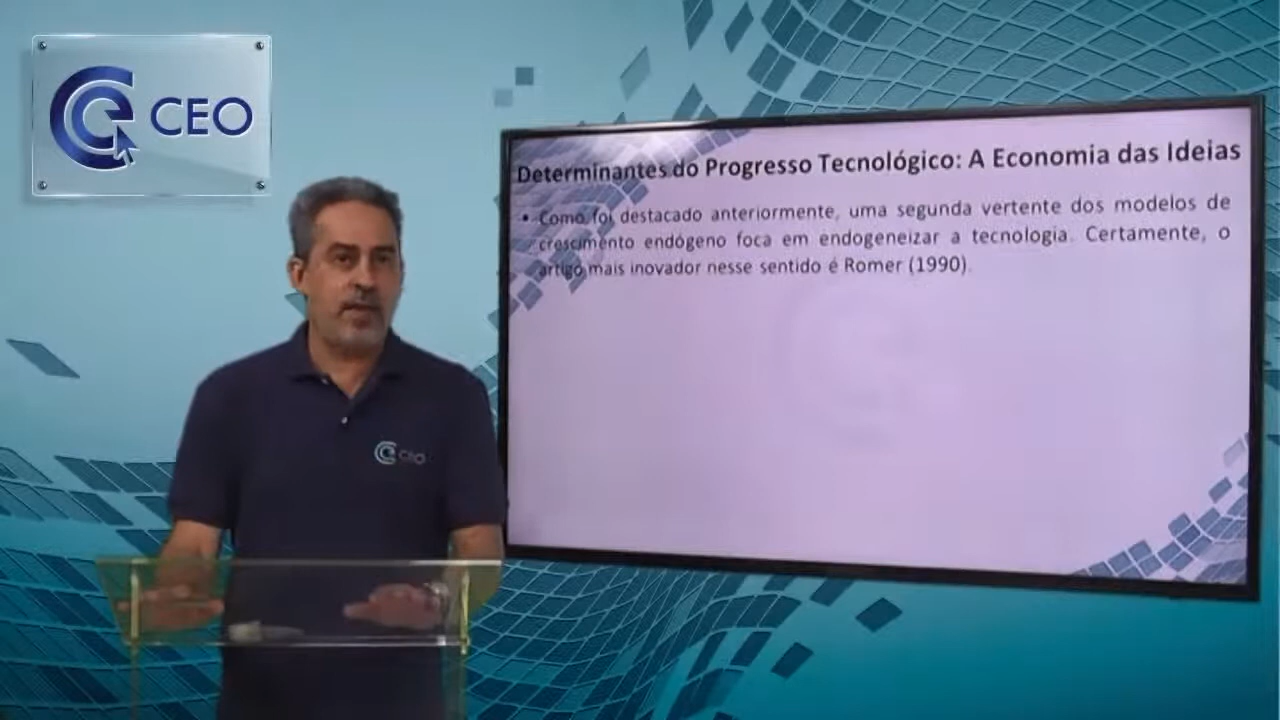 CEO
Determinantes do Progresso Tecnológico: A Economia das Ideias
• Como foi destacado anteriormente, uma segunda vertente dos modelos de
crescimento endógeno foca em endogeneizar a tecnologia. Certamente, o
artigo mais inovador nesse sentido é Romer (1990).
CEO